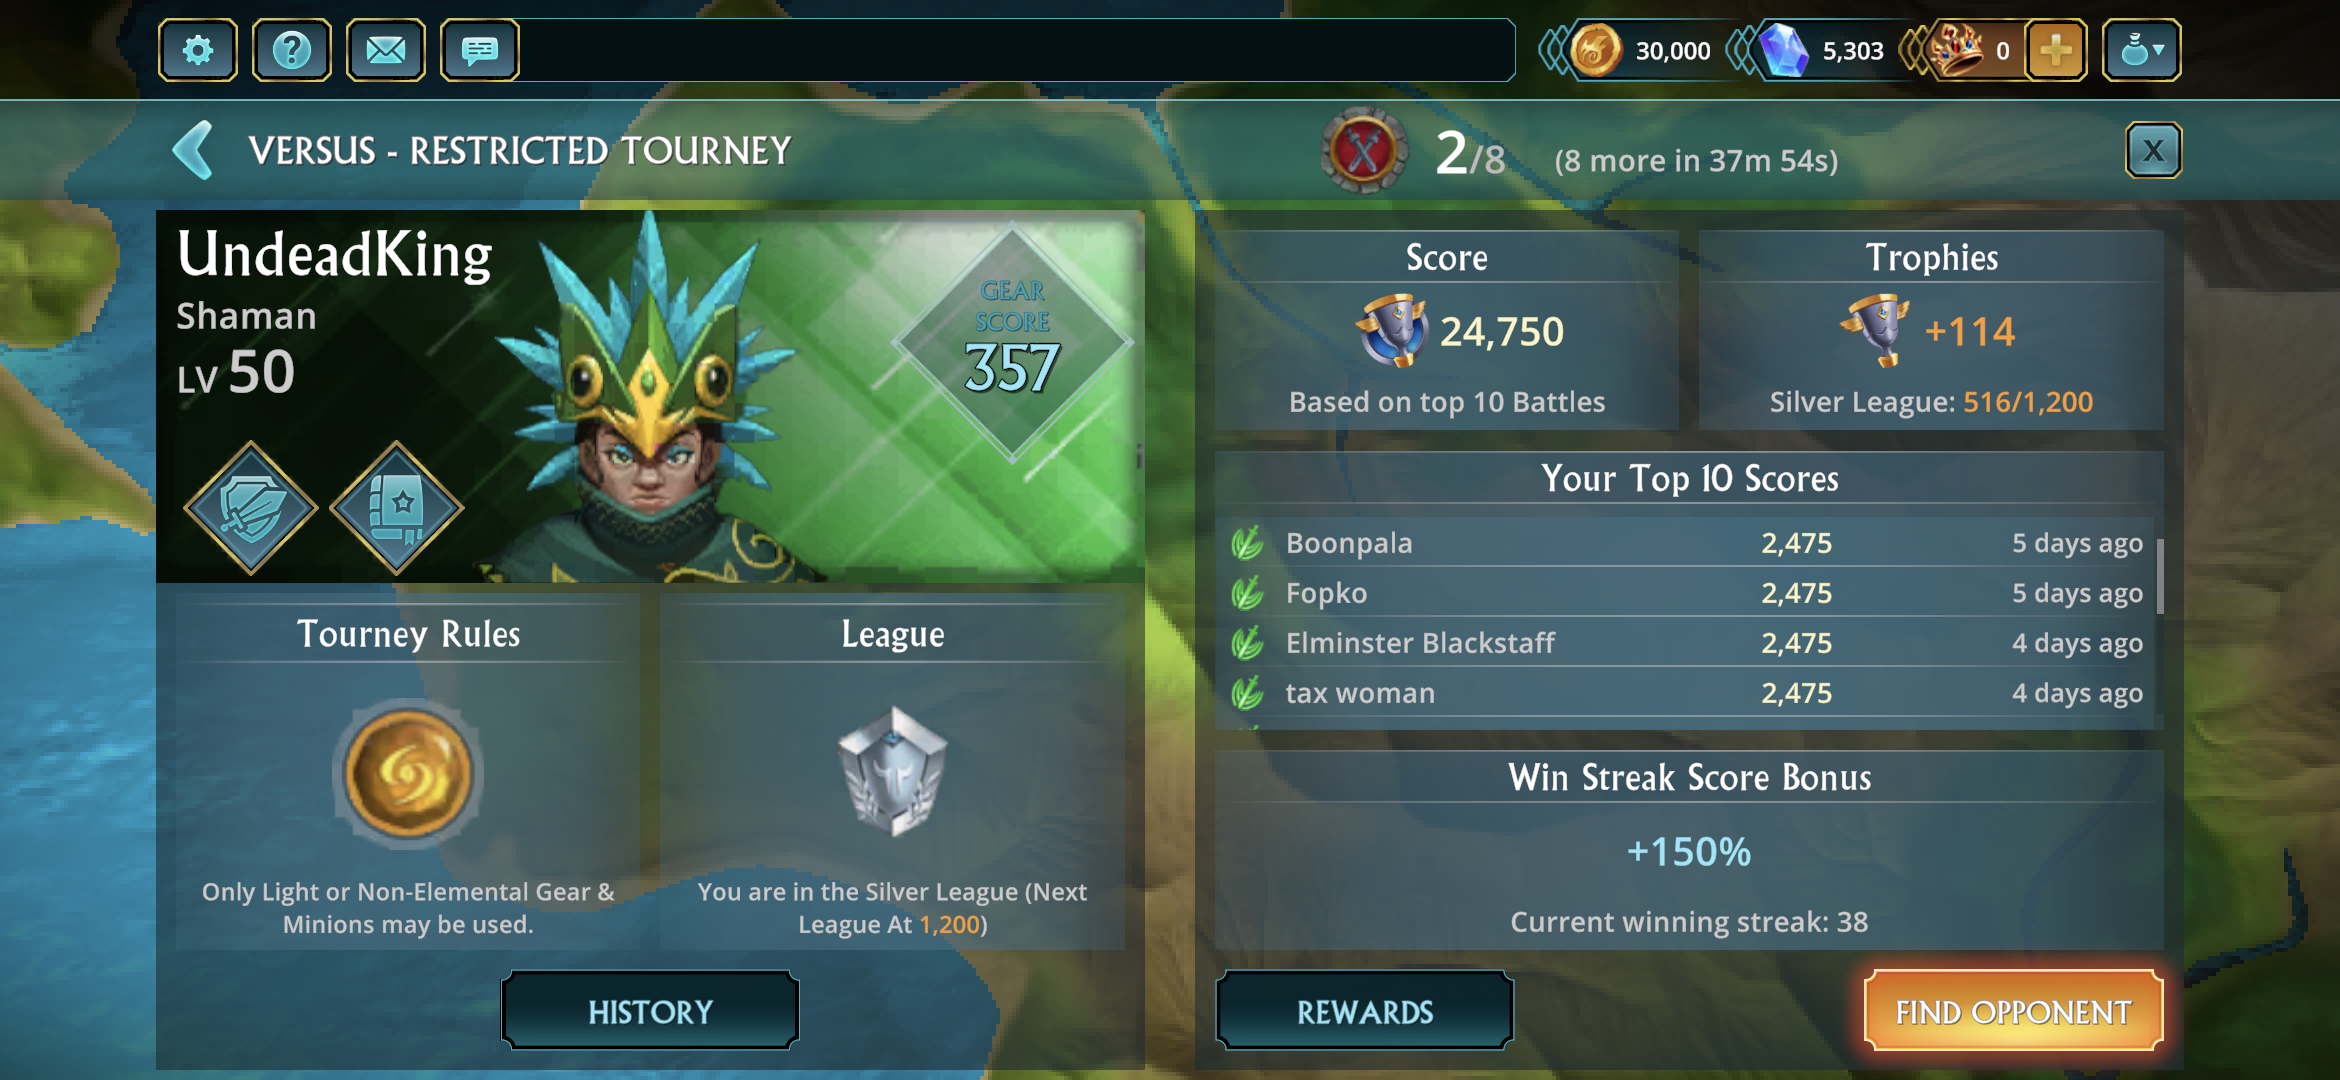 30,000
5,303
0
VERSUS - RESTRICTED TOURNEY
2/8
(8 more in 37m 54s)
X
UndeadKing
Shaman
LV 50
GEAR
SCORE
357
Tourney Rules
Only Light or Non-Elemental Gear &
Minions may be used.
League
You are in the Silver League (Next
League At 1,200)
HISTORY
Score
24,750
Based on top 10 Battles
Trophies
+114
Silver League: 516/1,200
Your Top 10 Scores
Boonpala 2,475 5 days ago
Fopko 2,475 5 days ago
Elminster Blackstaff 2,475 4 days ago
tax woman 2,475 4 days ago
Win Streak Score Bonus
+150%
Current winning streak: 38
REWARDS
FIND OPPONENT